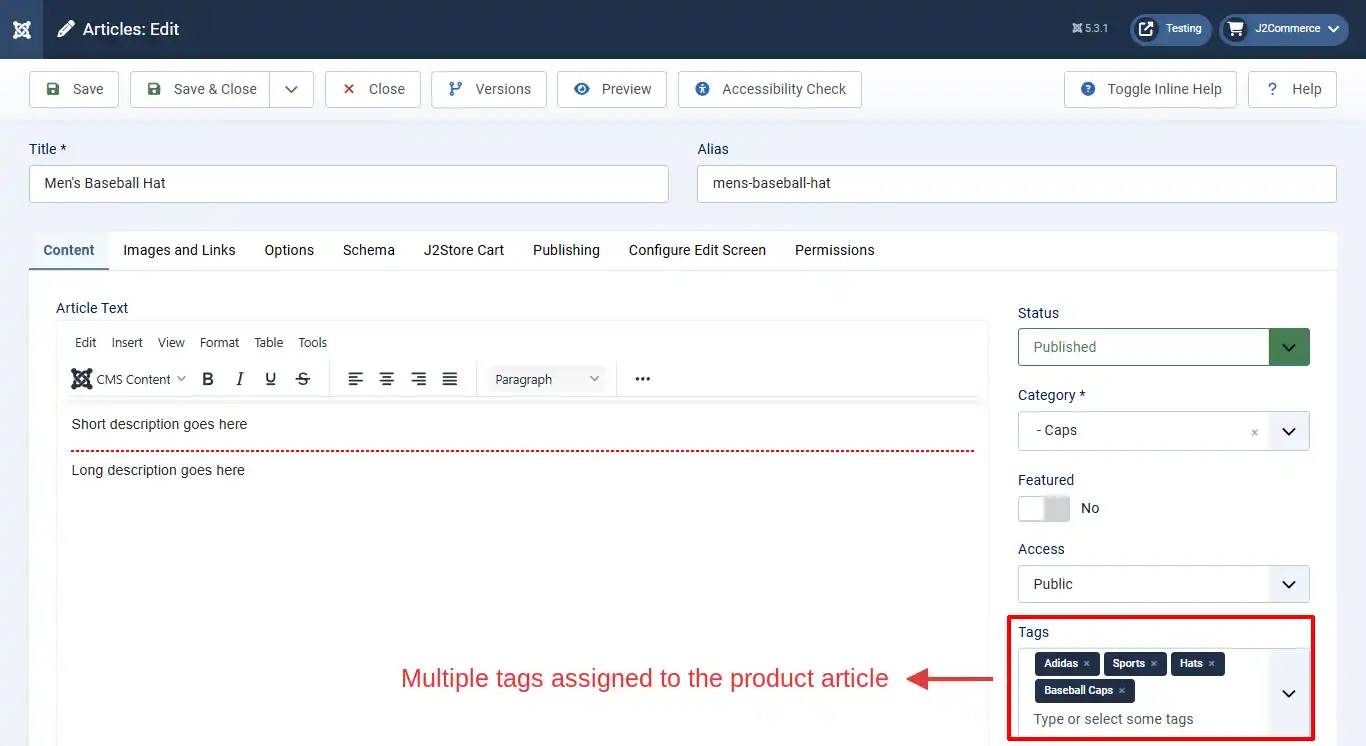 Articles: Edit
5.3.1
Testing
J2Commerce
Save
Save & Close
Close
Versions
Preview
Accessibility Check
Toggle Inline Help
? Help
Title *
Alias
Men's Baseball Hat
mens-baseball-hat
Content
Images and Links
Options
Schema
J2Store Cart
Publishing
Configure Edit Screen
Permissions
Article Text
Edit
Insert
View
Format
Table
Tools
CMS Content
B
I
U
S
Paragraph
Short description goes here
Long description goes here
Status
Published
Category *
- Caps ×
Featured
No
Access
Public
Tags
Adidas ×
Sports ×
Hats ×
Baseball Caps ×
Type or select some tags
Multiple tags assigned to the product article